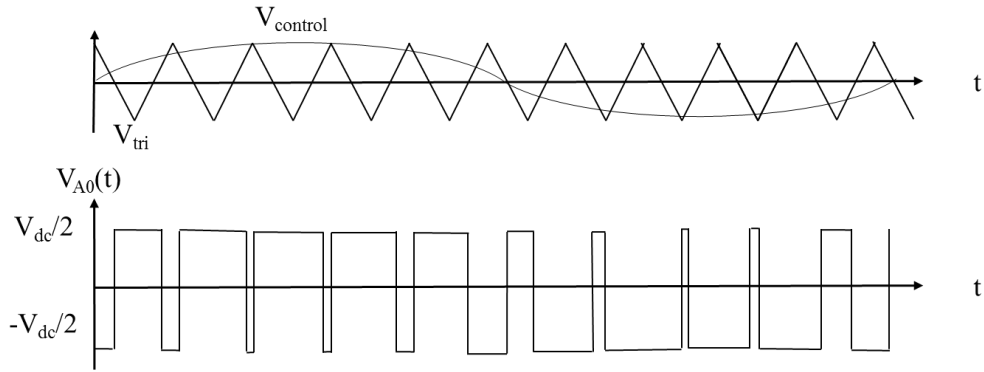 V_control
t
V_tri
V_A0(t)
V_dc/2
-V_dc/2
t